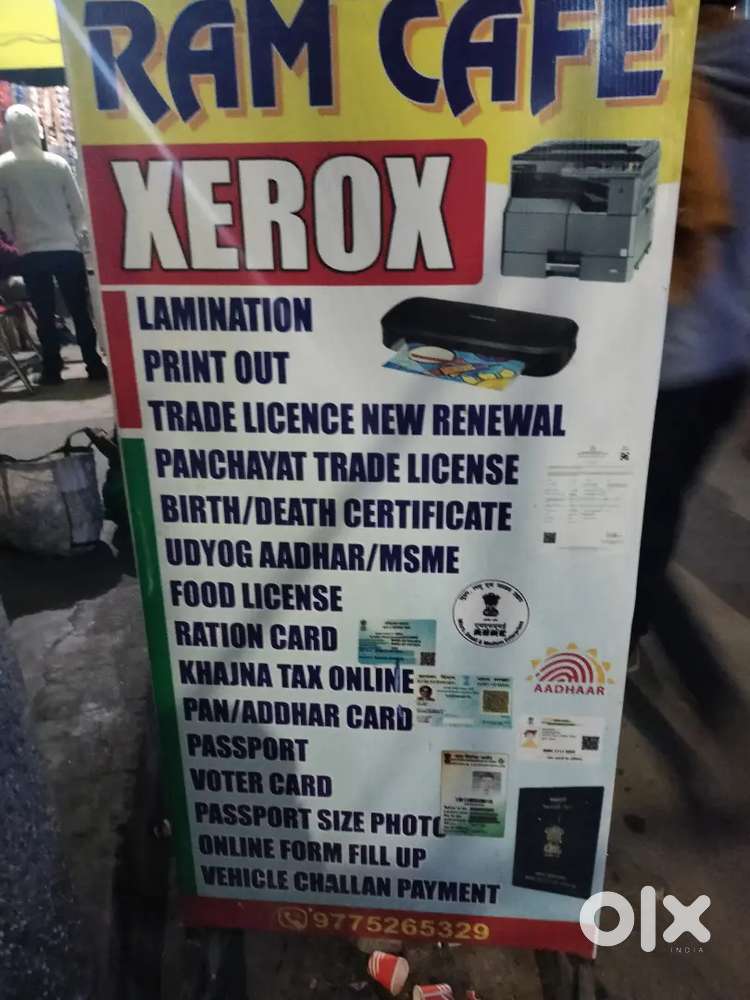 RAM CAFE
XEROX
LAMINATION
PRINT OUT
TRADE LICENCE NEW RENEWAL
PANCHAYAT TRADE LICENSE
BIRTH/DEATH CERTIFICATE
UDYOG AADHAR/MSME
FOOD LICENSE
RATION CARD
KHAJNA TAX ONLINE
AADHAAR
PAN/ADDHAR CARD
PASSPORT
VOTER CARD
PASSPORT SIZE PHOTO
ONLINE FORM FILL UP
VEHICLE CHALLAN PAYMENT
9775265329
olx
INDIA